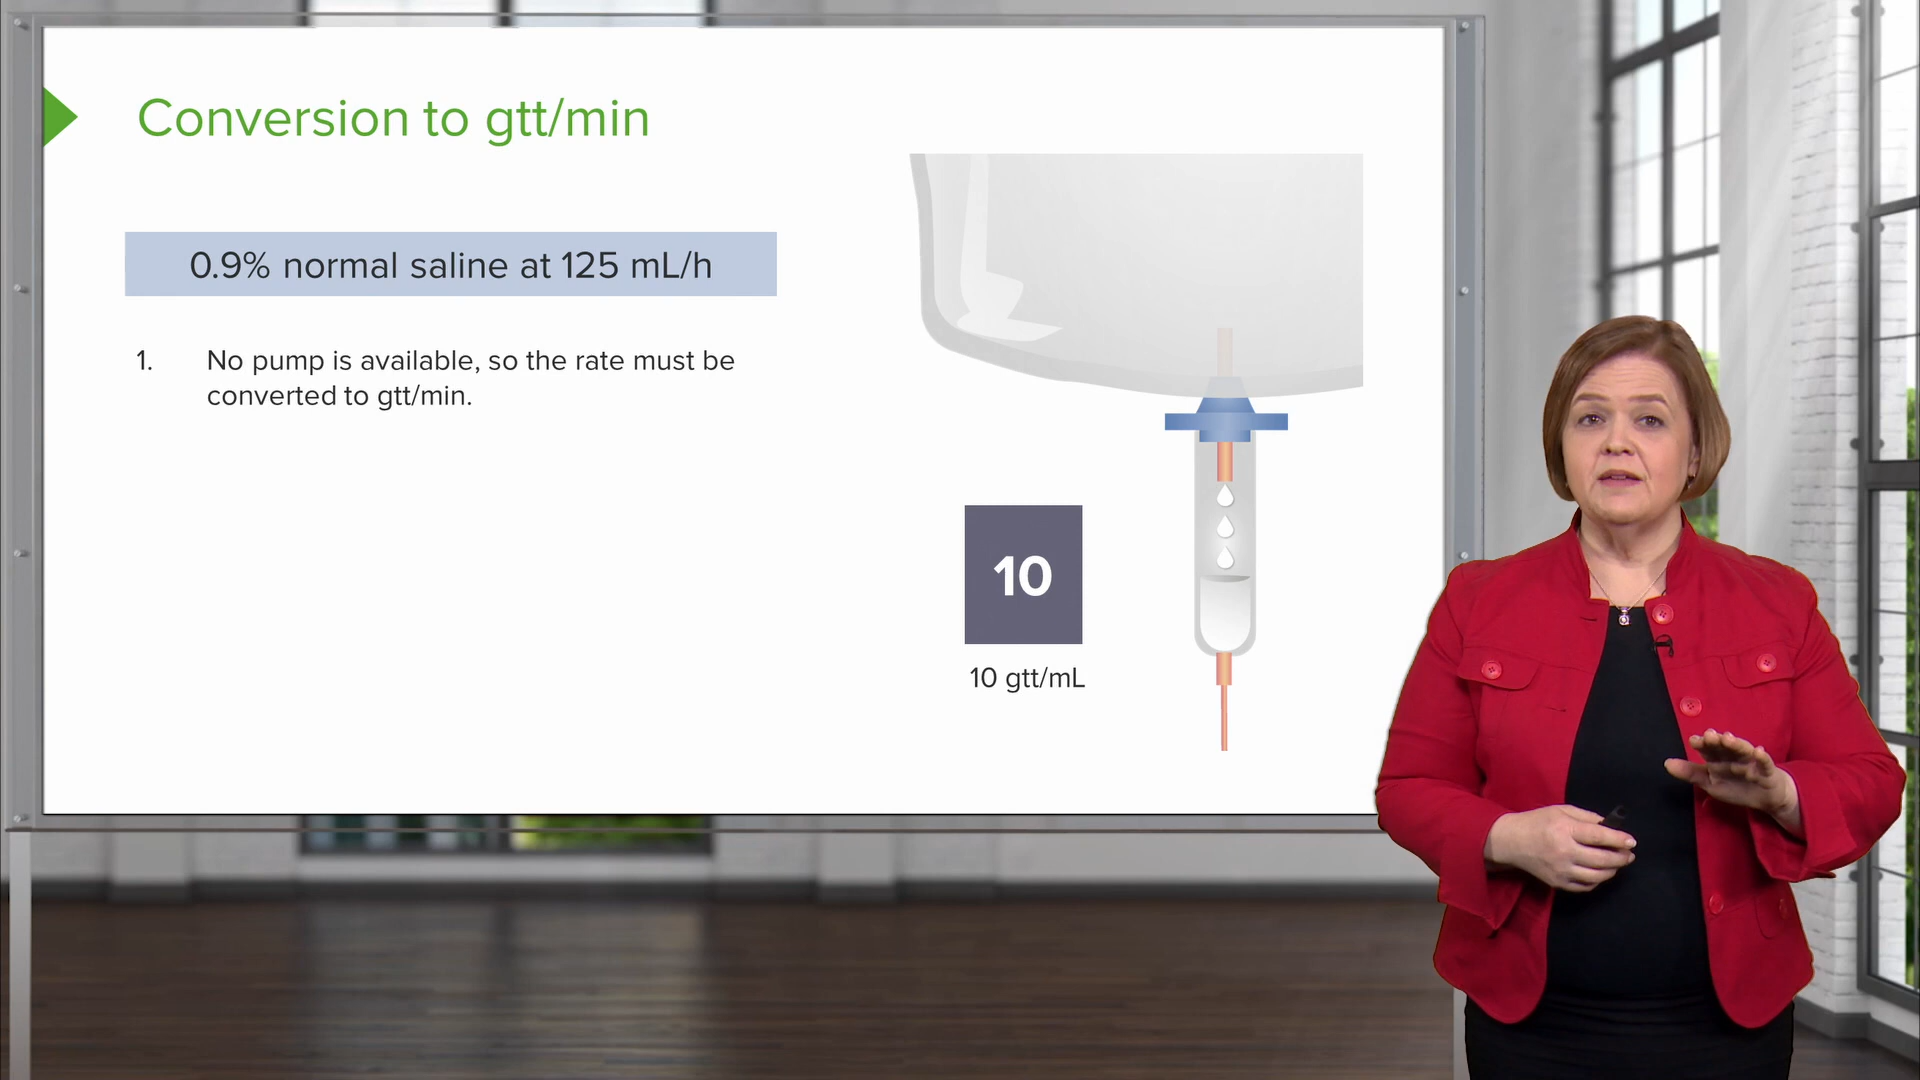 Conversion to gtt/min
0.9% normal saline at 125 mL/h
1. No pump is available, so the rate must be
converted to gtt/min.
10
10 gtt/mL